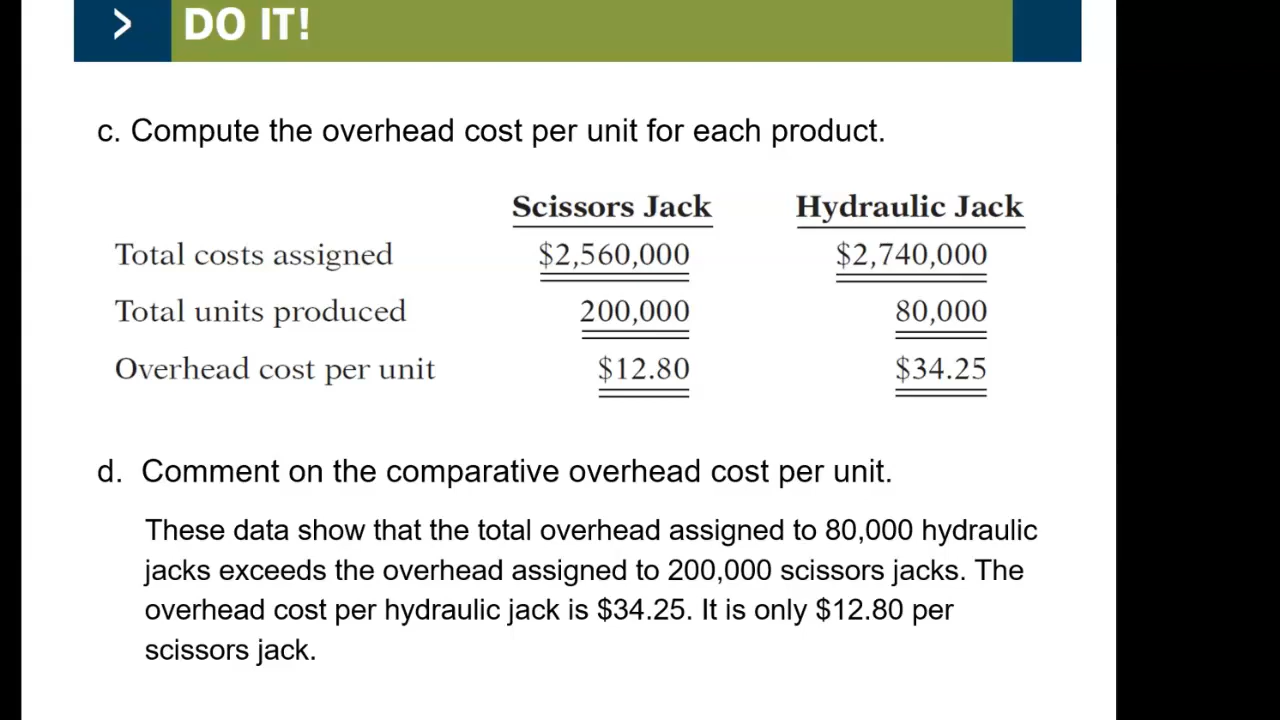 > DO IT!
c. Compute the overhead cost per unit for each product.
Scissors Jack Hydraulic Jack
Total costs assigned $2,560,000 $2,740,000
Total units produced 200,000 80,000
Overhead cost per unit $12.80 $34.25
d. Comment on the comparative overhead cost per unit.
These data show that the total overhead assigned to 80,000 hydraulic
jacks exceeds the overhead assigned to 200,000 scissors jacks. The
overhead cost per hydraulic jack is $34.25. It is only $12.80 per
scissors jack.